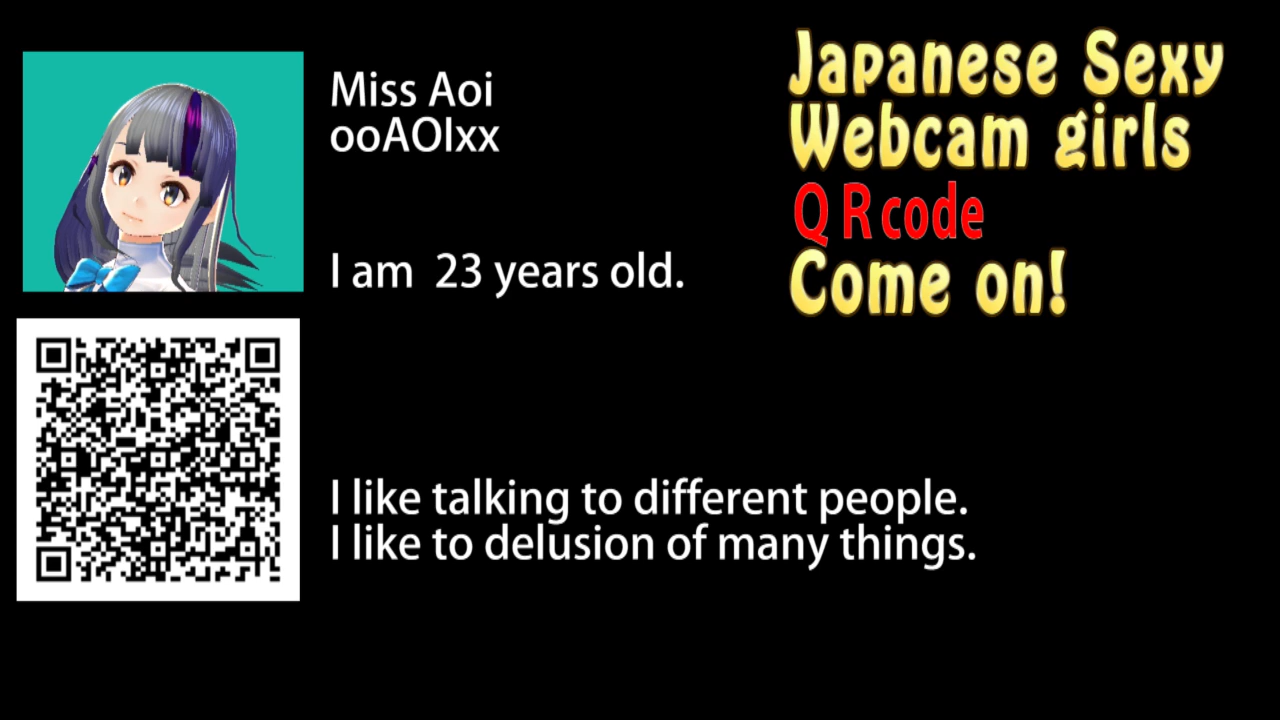 Miss Aoi
ooAOIxx
I am  23 years old.
I like talking to different people.
I like to delusion of many things.
Japanese Sexy
Webcam girls
Q R code
Come on!